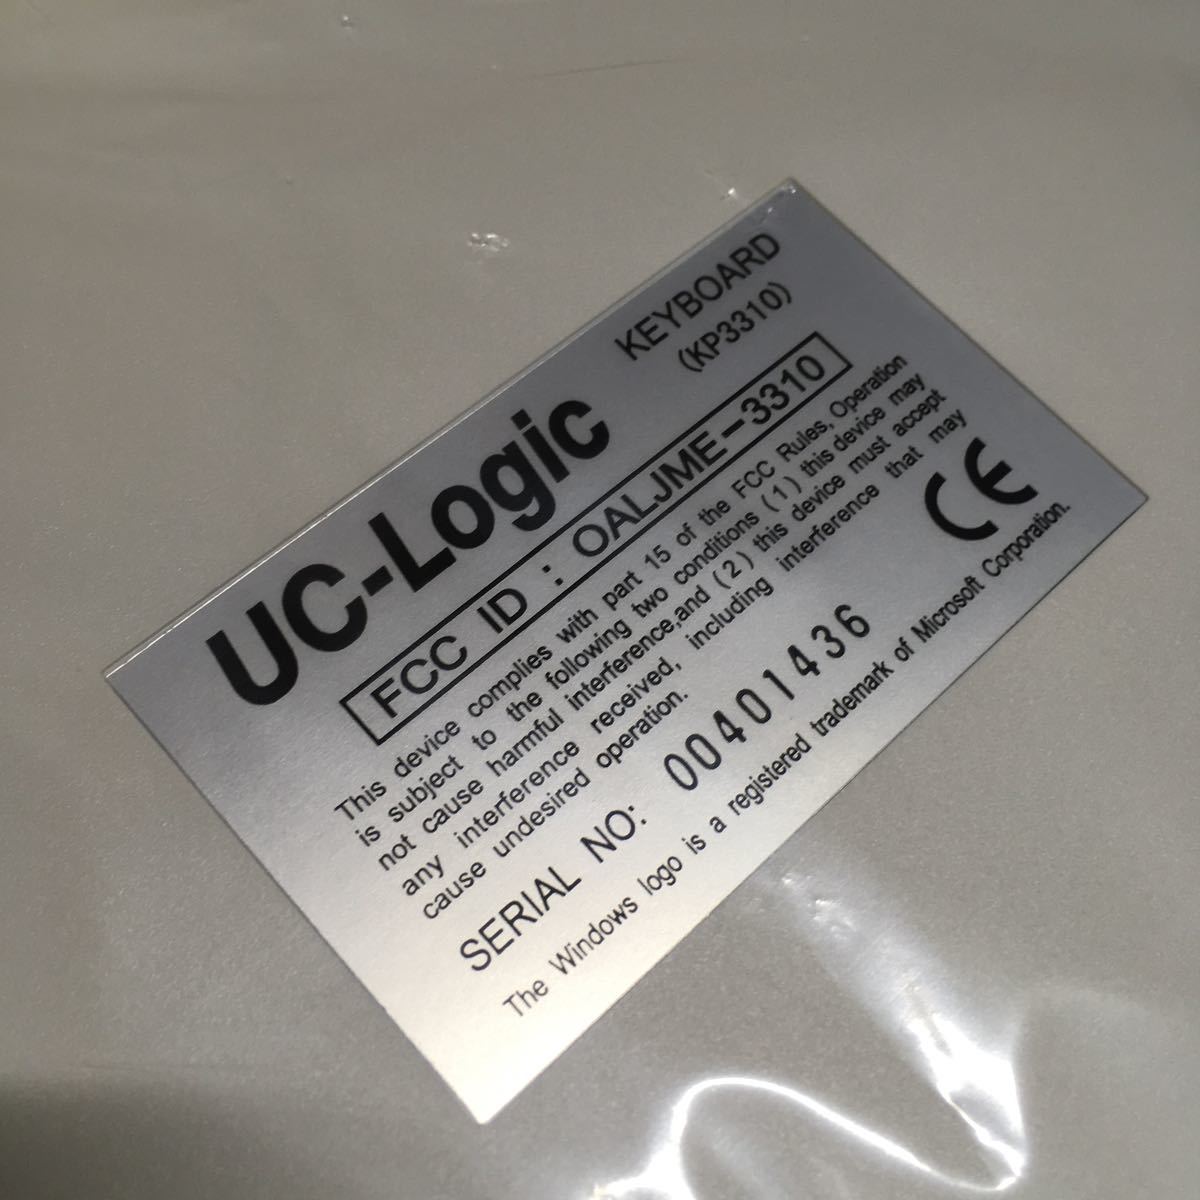 UC-Logic
KEYBOARD
(KP3310)
FCC ID : OALJME-3310
This device complies with part 15 of the FCC Rules, Operation
is subject to the following two conditions (1) this device may
not cause harmful interference,and (2) this device must accept
any interference received, including interference that may
cause undesired operation.
CE
SERIAL NO: 00401436
The Windows logo is a registered trademark of Microsoft Corporation.